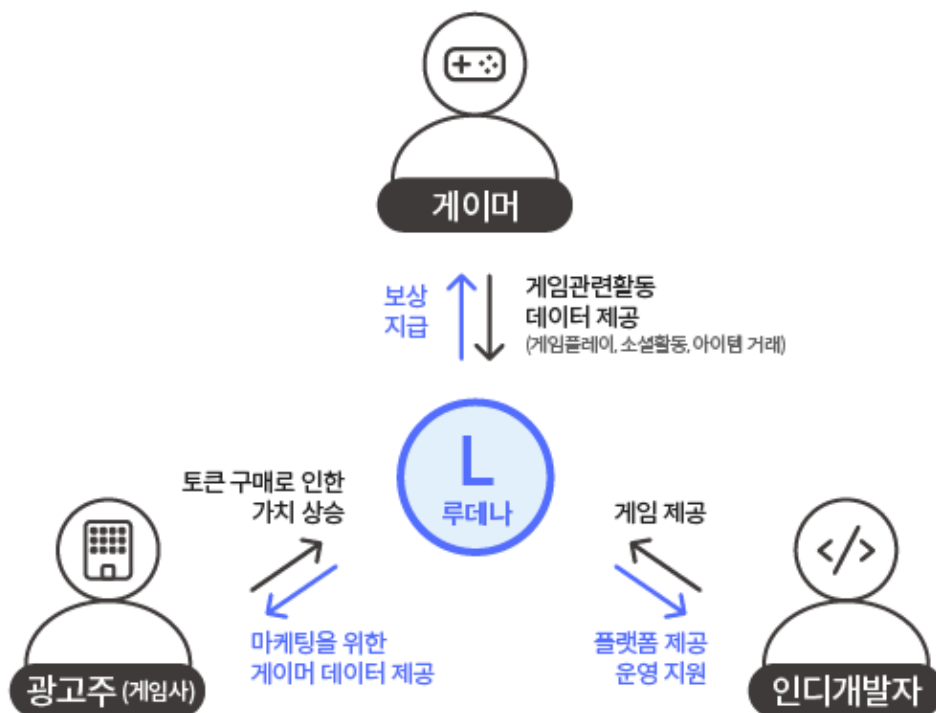 게이머
보상
지급
게임관련활동
데이터 제공
(게임플레이, 소셜활동, 아이템 거래)
L
루데나
토큰 구매로 인한
가치 상승
게임 제공
</>
마케팅을 위한
게이머 데이터 제공
플랫폼 제공
운영 지원
광고주 (게임사)
인디개발자